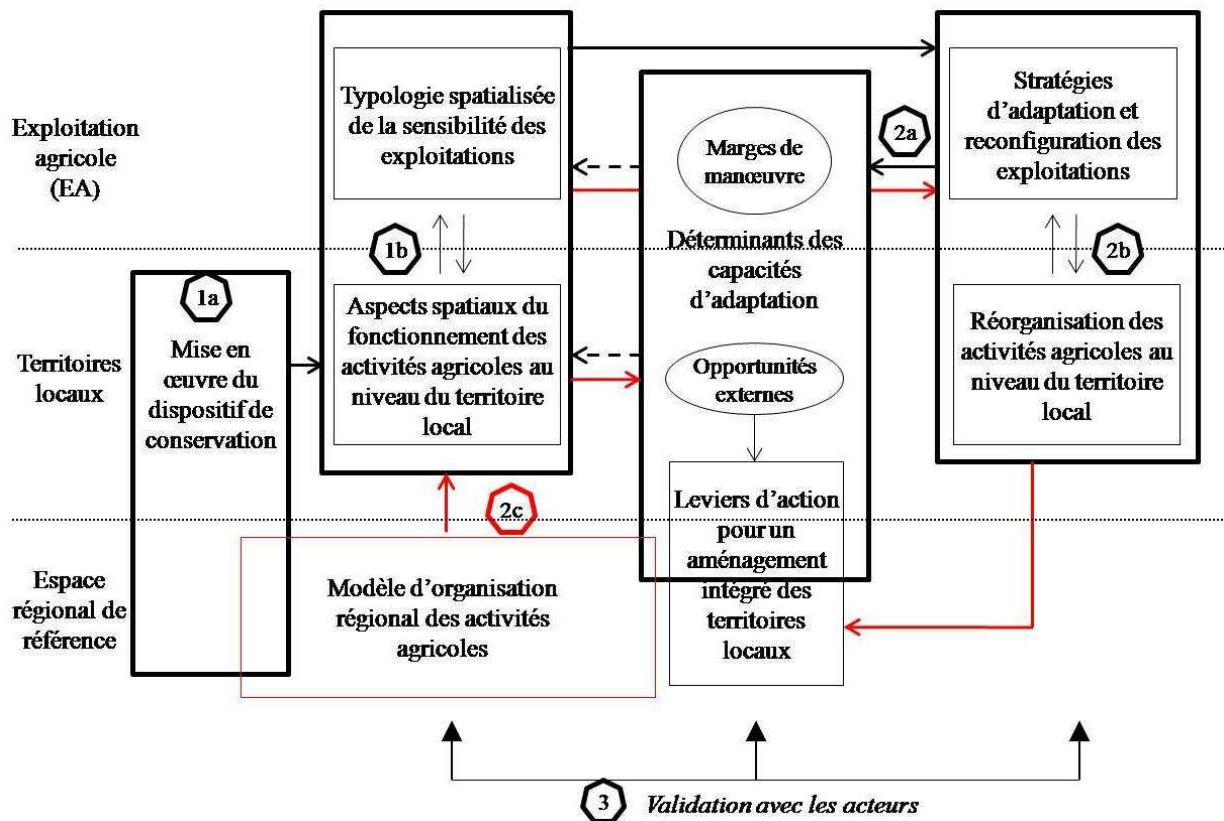 Exploitation
agricole
(EA)
Territoires
locaux
Espace
régional de
référence
1a
Mise en
œuvre du
dispositif de
conservation
Typologie spatialisée
de la sensibilité des
exploitations
1b
Aspects spatiaux du
fonctionnement des
activités agricoles au
niveau du territoire
local
2c
Modèle d'organisation
régional des activités
agricoles
Marges de
manœuvre
Déterminants des
capacités
d'adaptation
Opportunités
externes
Leviers d'action
pour un
aménagement
intégré des
territoires
locaux
2a
Stratégies
d'adaptation et
reconfiguration des
exploitations
2b
Réorganisation des
activités agricoles au
niveau du territoire
local
3
Validation avec les acteurs